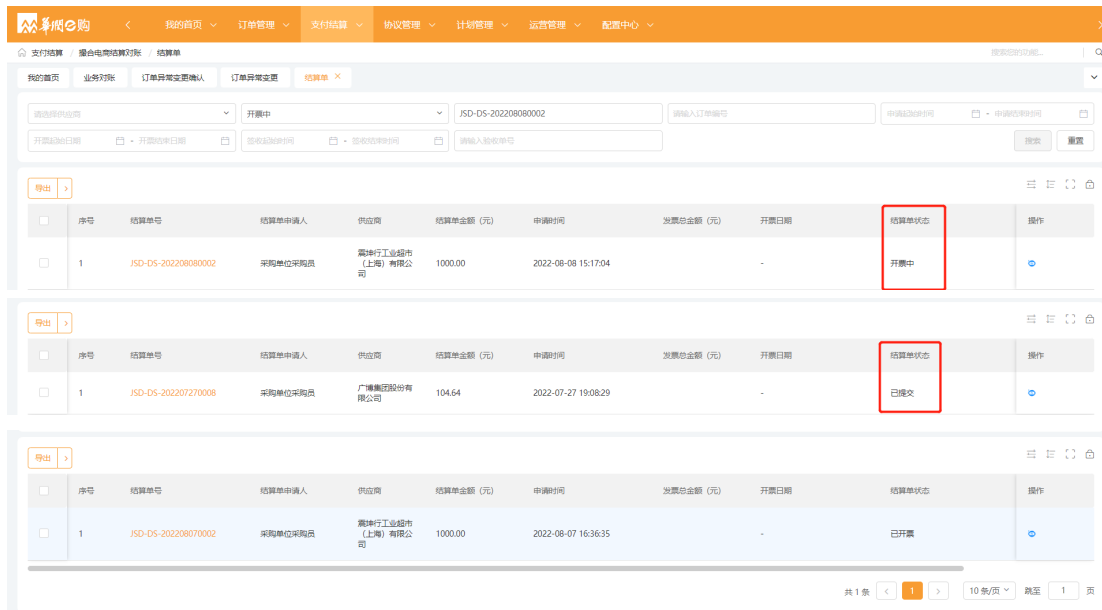 华润e购 我的首页 订单管理 支付结算 协议管理 计划管理 运营管理 配置中心
支付结算 / 撮合电商结算对账 / 结算单 搜索您的功能...
我的首页 业务对账 订单异常变更确认 订单异常变更 结算单 ×
请选择供应商 开票中 JSD-DS-202208080002 请输入订单编号 申请起始时间 - 申请结束时间
开票起始日期 - 开票结束日期 签收起始时间 - 签收结束时间 请输入验收单号 搜索 重置
导出
序号 结算单号 结算单申请人 供应商 结算单金额（元） 申请时间 发票总金额（元） 开票日期 结算单状态 操作
1 JSD-DS-202208080002 采购单位采购员 震坤行工业超市（上海）有限公司 1000.00 2022-08-08 15:17:04 - 开票中
导出
序号 结算单号 结算单申请人 供应商 结算单金额（元） 申请时间 发票总金额（元） 开票日期 结算单状态 操作
1 JSD-DS-202207270008 采购单位采购员 广博集团股份有限公司 104.64 2022-07-27 19:08:29 - 已提交
导出
序号 结算单号 结算单申请人 供应商 结算单金额（元） 申请时间 发票总金额（元） 开票日期 结算单状态 操作
1 JSD-DS-202208070002 采购单位采购员 震坤行工业超市（上海）有限公司 1000.00 2022-08-07 16:36:35 - 已开票
共 1 条 < 1 > 10 条/页 跳至 1 页